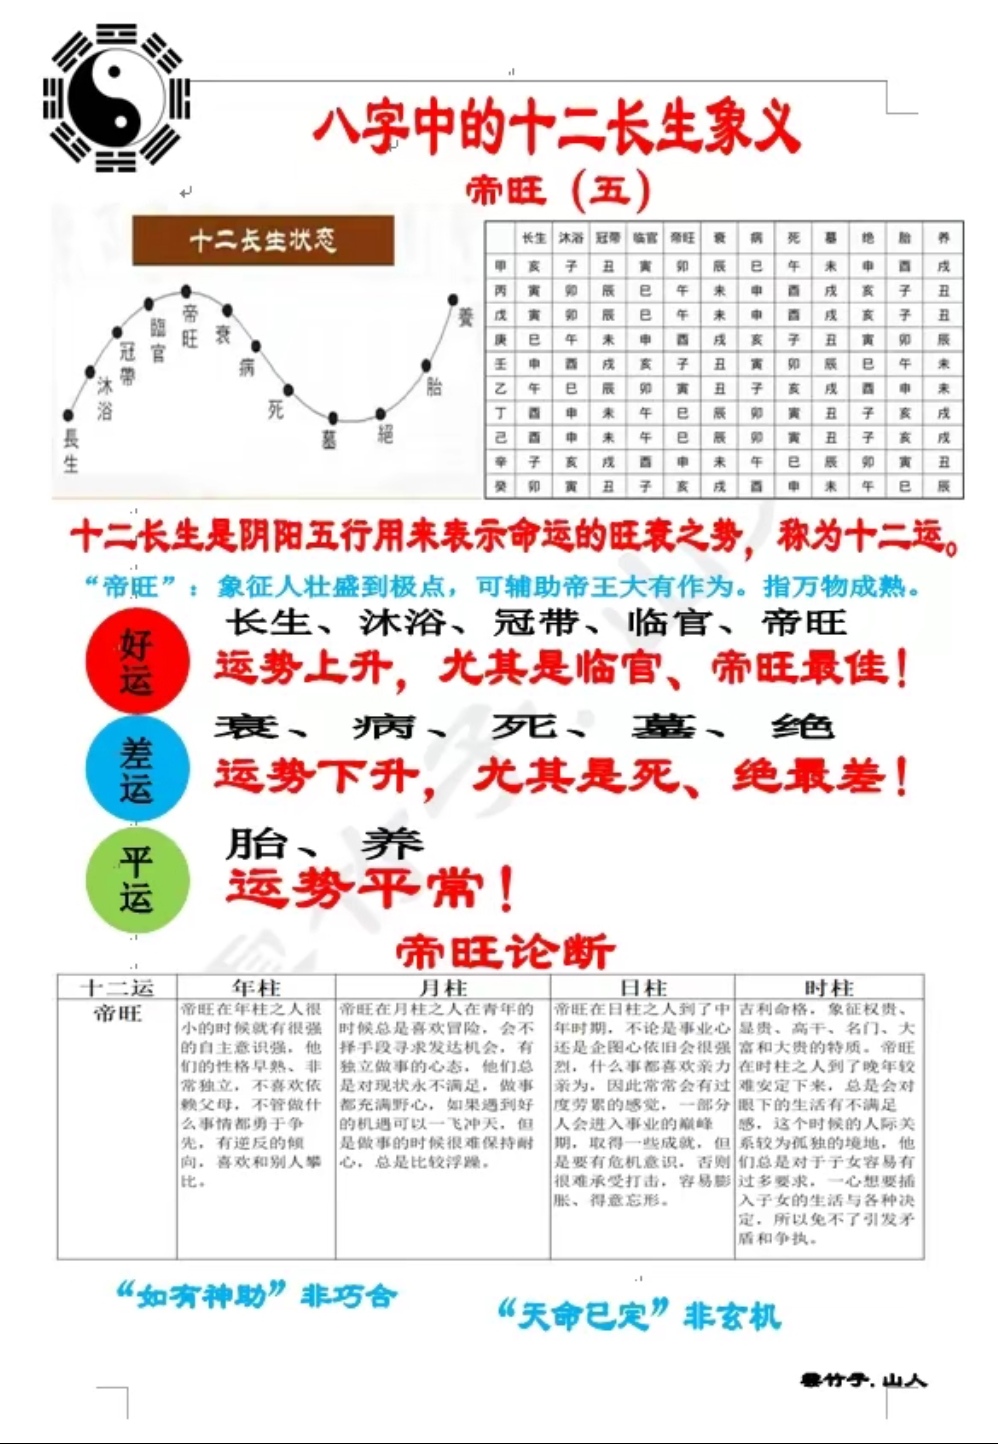 八字中的十二长生象义
帝旺（五）
十二长生状态
長生
沐浴
冠帶
臨官
帝旺
衰
病
死
墓
絕
胎
養
长生 沐浴 冠带 临官 帝旺 衰 病 死 墓 绝 胎 养
甲 亥 子 丑 寅 卯 辰 巳 午 未 申 酉 戌
丙 寅 卯 辰 巳 午 未 申 酉 戌 亥 子 丑
戊 寅 卯 辰 巳 午 未 申 酉 戌 亥 子 丑
庚 巳 午 未 申 酉 戌 亥 子 丑 寅 卯 辰
壬 申 酉 戌 亥 子 丑 寅 卯 辰 巳 午 未
乙 午 巳 辰 卯 寅 丑 子 亥 戌 酉 申 未
丁 酉 申 未 午 巳 辰 卯 寅 丑 子 亥 戌
己 酉 申 未 午 巳 辰 卯 寅 丑 子 亥 戌
辛 子 亥 戌 酉 申 未 午 巳 辰 卯 寅 丑
癸 卯 寅 丑 子 亥 戌 酉 申 未 午 巳 辰
十二长生是阴阳五行用来表示命运的旺衰之势，称为十二运。
“帝旺”：象征人壮盛到极点，可辅助帝王大有作为。指万物成熟。
好运
长生、沐浴、冠带、临官、帝旺
运势上升，尤其是临官、帝旺最佳！
差运
衰、病、死、墓、绝
运势下升，尤其是死、绝最差！
平运
胎、养
运势平常！
帝旺论断
十二运 年柱 月柱 日柱 时柱
帝旺
帝旺在年柱之人很
小的时候就有很强
的自主意识强，他
们的性格早熟、非
常独立，不喜欢依
赖父母，不管做什
么事情都勇于争
先，有逆反的倾
向，喜欢和别人攀
比。
帝旺在月柱之人在青年的
时候总是喜欢冒险，会不
择手段寻求发达机会，有
独立做事的心态，他们总
是对现状永不满足，做事
都充满野心，如果遇到好
的机遇可以一飞冲天，但
是做事的时候很难保持耐
心，总是比较浮躁。
帝旺在日柱之人到了中
年时期，不论是事业心
还是企图心依旧会很强
烈，什么事都喜欢亲力
亲为，因此常常会有过
度劳累的感觉，一部分
人会进入事业的巅峰
期，取得一些成就，但
是要有危机意识，否则
很难承受打击，容易膨
胀、得意忘形。
吉利命格，象征权贵、
显贵、高干、名门、大
富和大贵的特质。帝旺
在时柱之人到了晚年较
难安定下来，总是会对
眼下的生活有不满足
感，这个时候的人际关
系较为孤独的境地，他
们总是对于子女容易有
过多要求，一心想要插
入子女的生活与各种决
定，所以免不了引发矛
盾和争执。
“如有神助”非巧合
“天命已定”非玄机
云竹子.山人